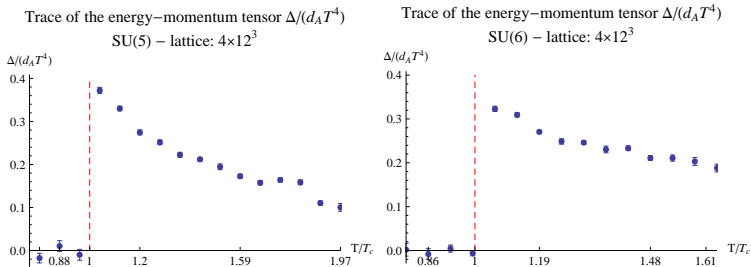 Trace of the energy−momentum tensor Δ/(d_A T^4)
SU(5) − lattice: 4×12^3
Δ/(d_A T^4)
0.4
0.3
0.2
0.1
0.0
0.88 1 1.2 1.59 1.97
T/T_c
Trace of the energy−momentum tensor Δ/(d_A T^4)
SU(6) − lattice: 4×12^3
Δ/(d_A T^4)
0.4
0.3
0.2
0.1
0.0
0.86 1 1.19 1.48 1.61
T/T_c